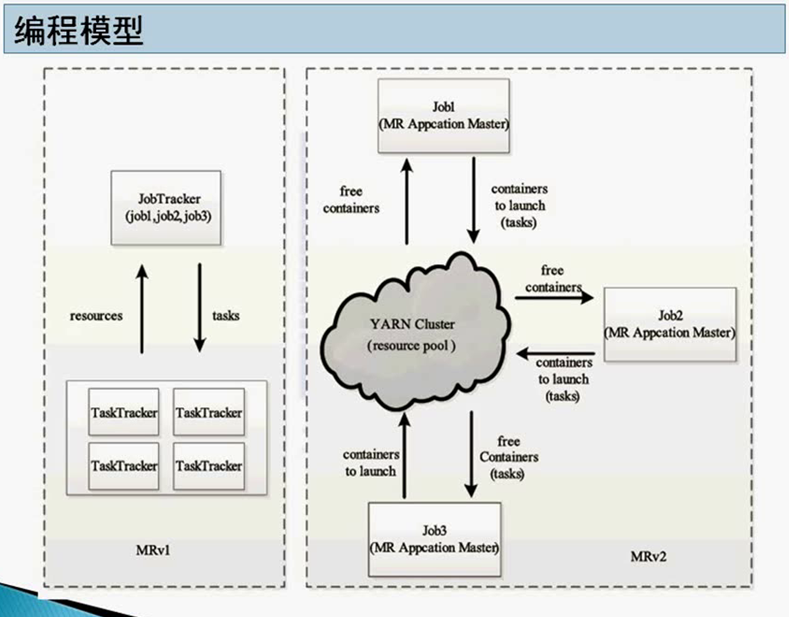 编程模型
JobTracker
(job1,job2,job3)
resources
tasks
TaskTracker
TaskTracker
TaskTracker
TaskTracker
MRv1
Job1
(MR Appcation Master)
free
containers
containers
to launch
(tasks)
YARN Cluster
(resource pool)
free
containers
Job2
(MR Appcation Master)
containers
to launch
(tasks)
containers
to launch
free
Containers
(tasks)
Job3
(MR Appcation Master)
MRv2